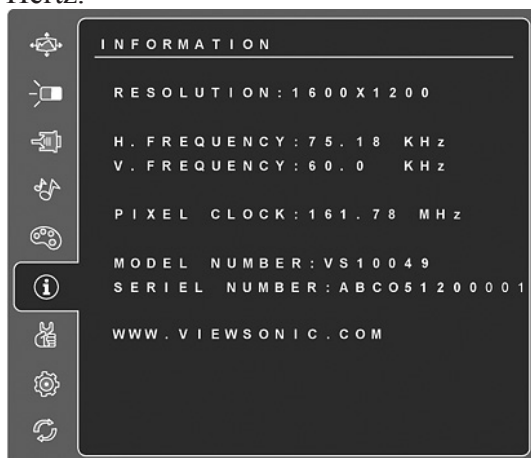 INFORMATION
RESOLUTION:1600X1200
H. FREQUENCY:75.18 KHz
V. FREQUENCY:60.0 KHz
PIXEL CLOCK:161.78 MHz
MODEL NUMBER:VS10049
SERIEL NUMBER:ABCO51200001
WWW.VIEWSONIC.COM